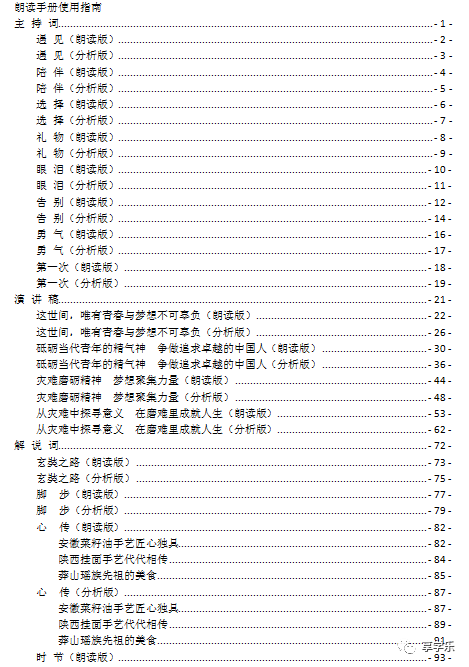 朗读手册使用指南
主 持 词 - 1 -
遇 见（朗读版） - 2 -
遇 见（分析版） - 3 -
陪 伴（朗读版） - 4 -
陪 伴（分析版） - 5 -
选 择（朗读版） - 6 -
选 择（分析版） - 7 -
礼 物（朗读版） - 8 -
礼 物（分析版） - 9 -
眼 泪（朗读版） - 10 -
眼 泪（分析版） - 11 -
告 别（朗读版） - 12 -
告 别（分析版） - 14 -
勇 气（朗读版） - 16 -
勇 气（分析版） - 17 -
第一次（朗读版） - 18 -
第一次（分析版） - 19 -
演 讲 稿 - 21 -
这世间，唯有青春与梦想不可辜负（朗读版） - 22 -
这世间，唯有青春与梦想不可辜负（分析版） - 26 -
砥砺当代青年的精气神 争做追求卓越的中国人（朗读版） - 30 -
砥砺当代青年的精气神 争做追求卓越的中国人（分析版） - 36 -
灾难磨砺精神 梦想聚集力量（朗读版） - 44 -
灾难磨砺精神 梦想聚集力量（分析版） - 48 -
从灾难中探寻意义 在磨难里成就人生（朗读版） - 53 -
从灾难中探寻意义 在磨难里成就人生（分析版） - 62 -
解 说 词 - 72 -
玄奘之路（朗读版） - 73 -
玄奘之路（分析版） - 75 -
脚 步（朗读版） - 77 -
脚 步（分析版） - 79 -
心 传（朗读版） - 82 -
安徽菜籽油手艺匠心独具 - 82 -
陕西挂面手艺代代相传 - 84 -
莽山瑶族先祖的美食 - 85 -
心 传（分析版） - 87 -
安徽菜籽油手艺匠心独具 - 87 -
陕西挂面手艺代代相传 - 89 -
莽山瑶族先祖的美食 - 91 -
时 节（朗读版） - 93 -
享学乐